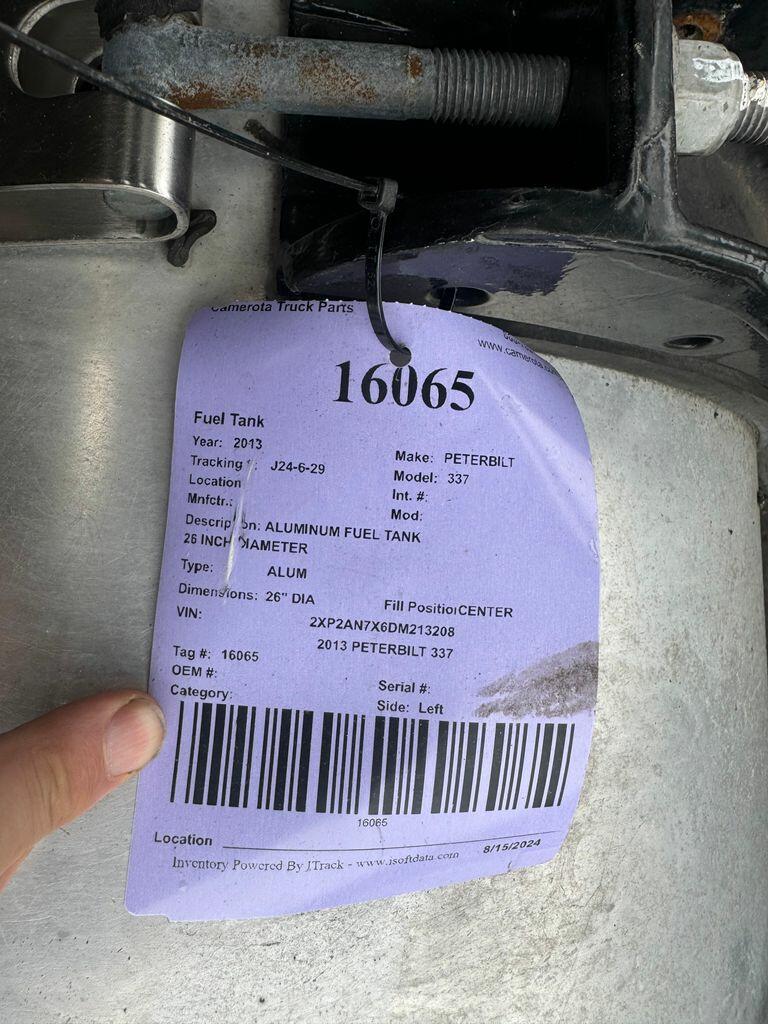 Camerota Truck Parts
www.camerota.
16065
Fuel Tank
Year: 2013
Make: PETERBILT
Tracking #: J24-6-29
Model: 337
Location
Int. #:
Mnfctr.:
Mod:
Description: ALUMINUM FUEL TANK
26 INCH DIAMETER
Type: ALUM
Dimensions: 26" DIA
Fill PositionCENTER
VIN: 2XP2AN7X6DM213208
2013 PETERBILT 337
Tag #: 16065
OEM #:
Serial #:
Category:
Side: Left
16065
Location
8/15/2024
Inventory Powered By ITrack - www.isoftdata.com